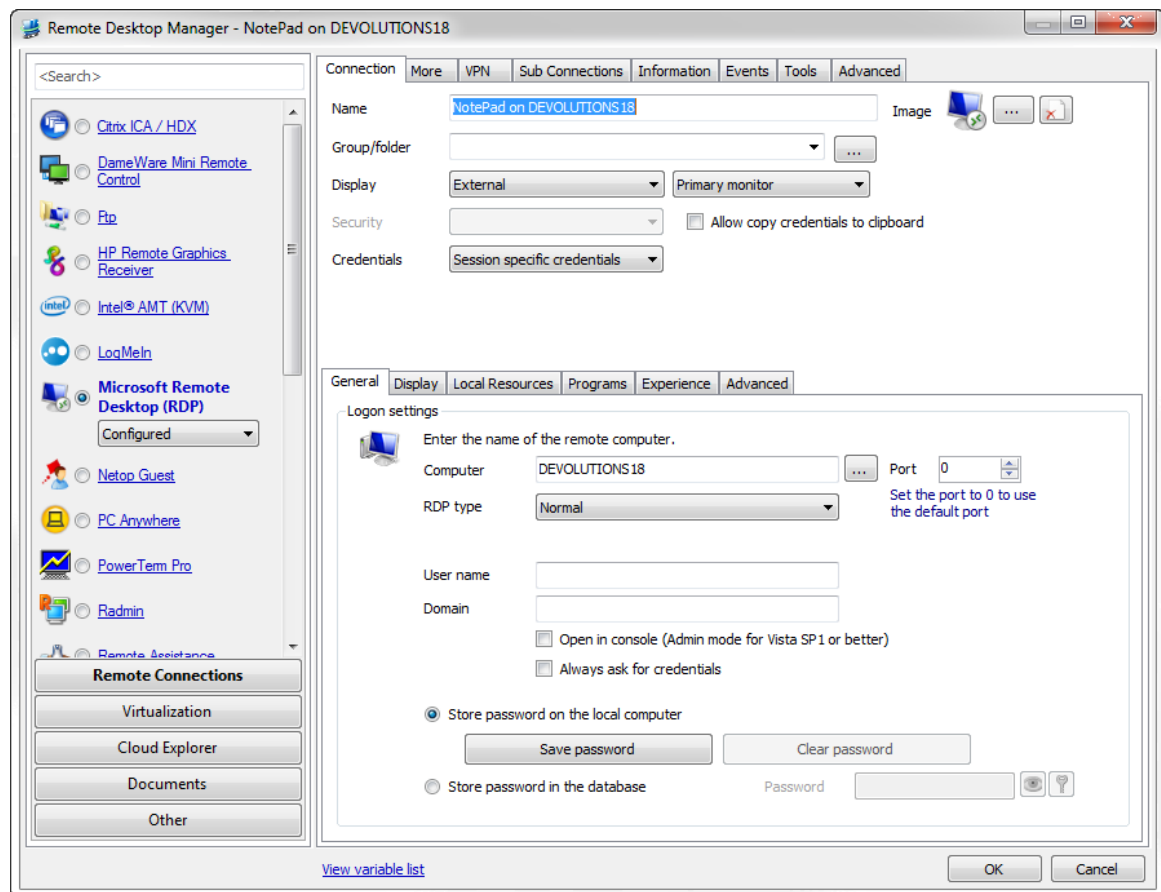 Remote Desktop Manager - NotePad on DEVOLUTIONS18
<Search>
Citrix ICA / HDX
DameWare Mini Remote
Control
Ftp
HP Remote Graphics
Receiver
intel
Intel® AMT (KVM)
LogMeIn
Microsoft Remote
Desktop (RDP)
Configured
Netop Guest
PC Anywhere
PowerTerm Pro
Radmin
Remote Assistance
Remote Connections
Virtualization
Cloud Explorer
Documents
Other
Connection More VPN Sub Connections Information Events Tools Advanced
Name NotePad on DEVOLUTIONS18 Image ...
Group/folder ...
Display External Primary monitor
Security Allow copy credentials to clipboard
Credentials Session specific credentials
General Display Local Resources Programs Experience Advanced
Logon settings
Enter the name of the remote computer.
Computer DEVOLUTIONS18 ... Port 0
RDP type Normal
Set the port to 0 to use
the default port
User name
Domain
Open in console (Admin mode for Vista SP1 or better)
Always ask for credentials
Store password on the local computer
Save password Clear password
Store password in the database Password
View variable list
OK Cancel